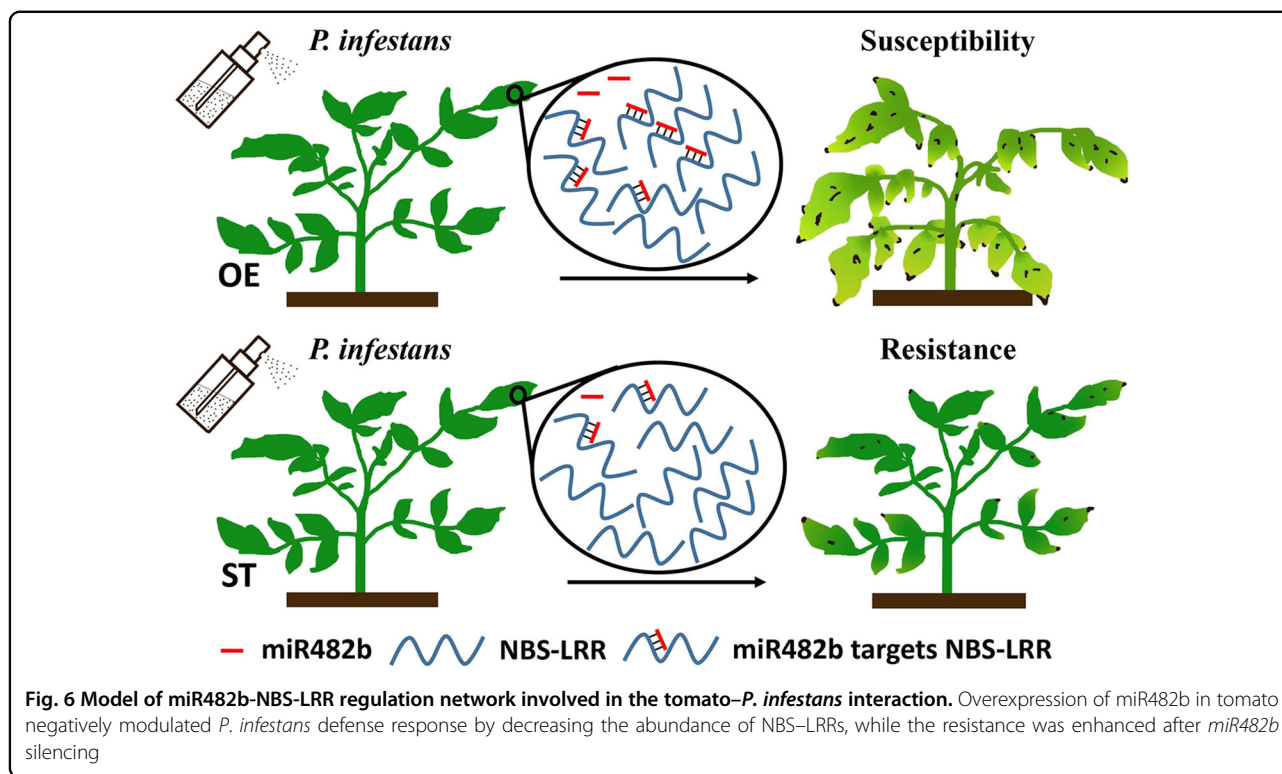 P. infestans
Susceptibility
OE
P. infestans
Resistance
ST
miR482b NBS-LRR miR482b targets NBS-LRR
Fig. 6 Model of miR482b-NBS-LRR regulation network involved in the tomato–P. infestans interaction. Overexpression of miR482b in tomato
negatively modulated P. infestans defense response by decreasing the abundance of NBS–LRRs, while the resistance was enhanced after miR482b
silencing